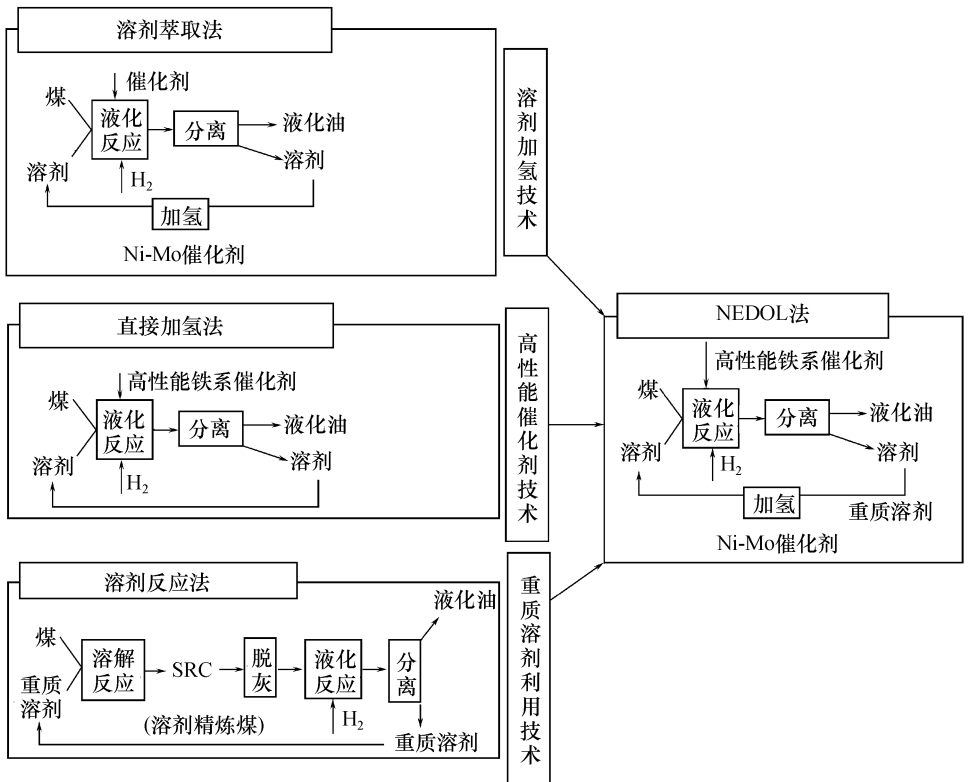 溶剂萃取法
催化剂
煤
液化
反应
分离
液化油
溶剂
溶剂
H₂
加氢
Ni-Mo催化剂
溶剂加氢技术
直接加氢法
高性能铁系催化剂
煤
液化
反应
分离
液化油
溶剂
溶剂
H₂
高性能催化剂技术
溶剂反应法
煤
溶解
反应
SRC
脱
灰
液化
反应
分
离
液化油
重质
溶剂
(溶剂精炼煤)
H₂
重质溶剂
重质溶剂利用技术
NEDOL法
高性能铁系催化剂
煤
液化
反应
分离
液化油
溶剂
溶剂
H₂
加氢
重质溶剂
Ni-Mo催化剂